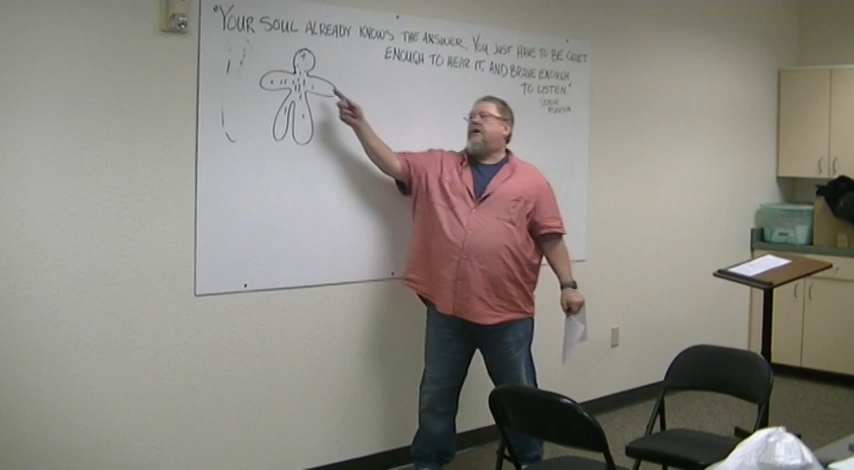 "YOUR SOUL ALREADY KNOWS THE ANSWER. YOU JUST HAVE TO BE QUIET
ENOUGH TO HEAR IT, AND BRAVE ENOUGH
TO LISTEN."